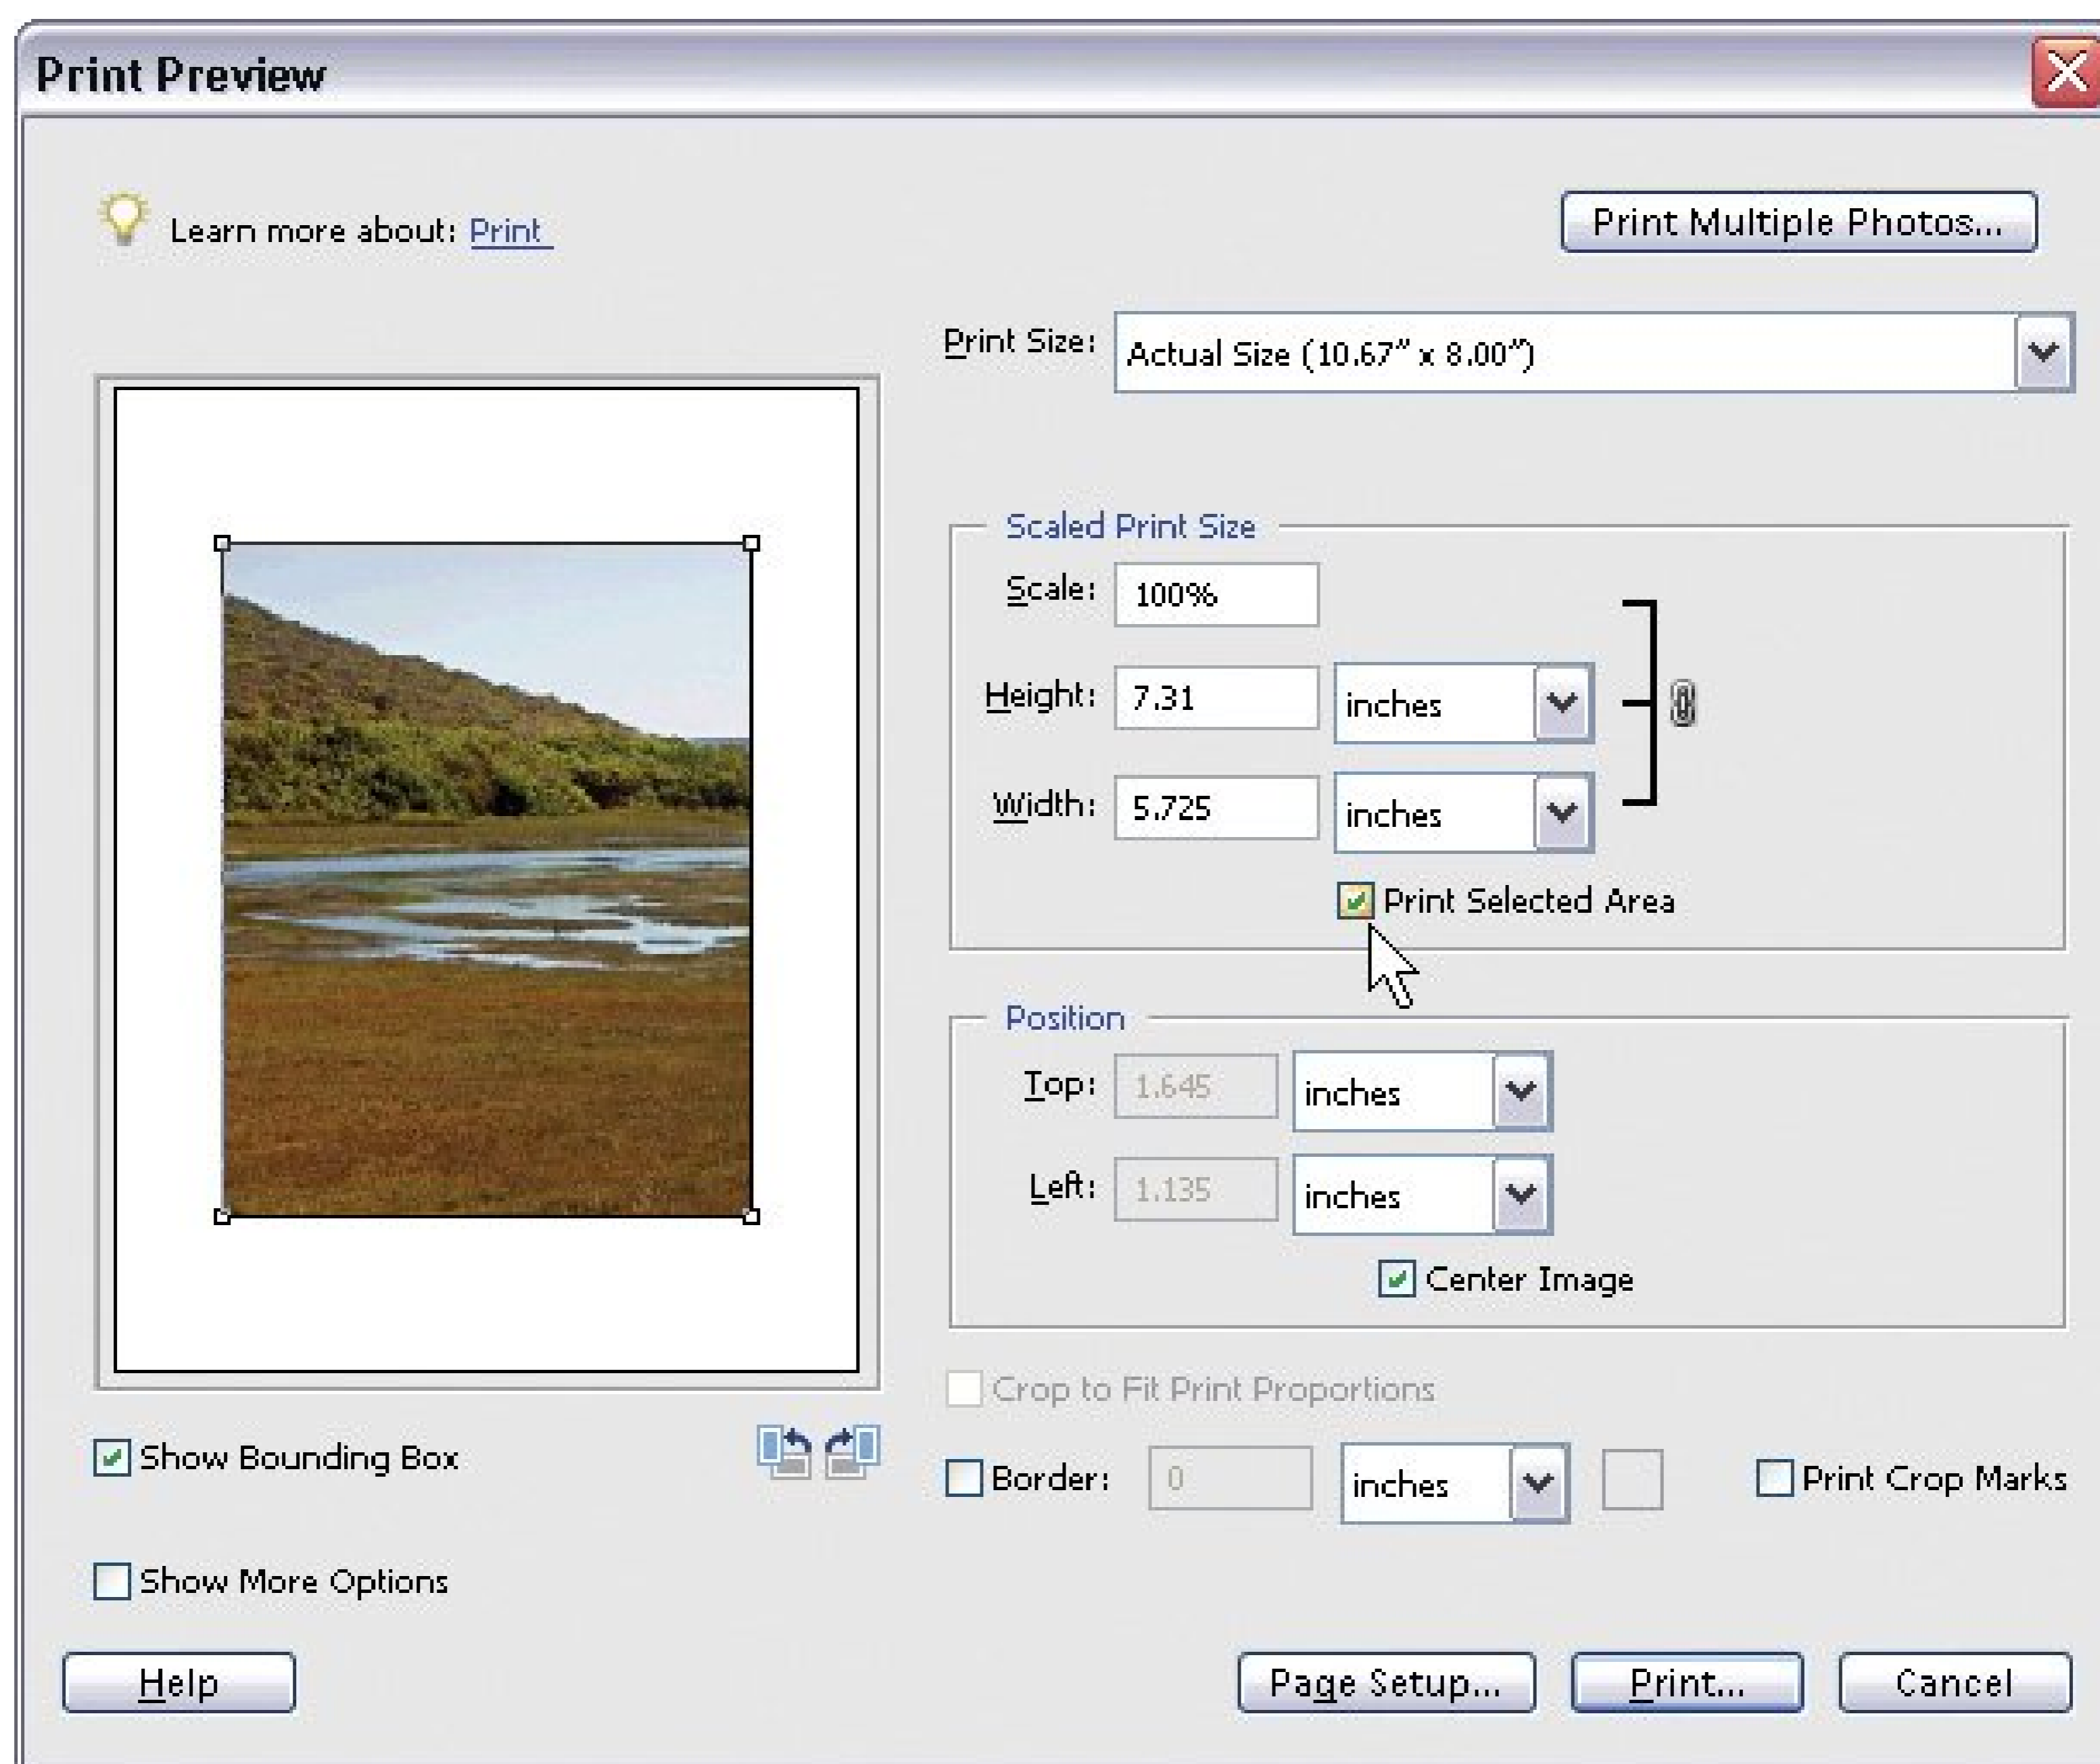 Print Preview
Learn more about: Print
Print Multiple Photos...
Print Size: Actual Size (10.67" x 8.00")
Scaled Print Size
Scale: 100%
Height: 7.31 inches
Width: 5.725 inches
Print Selected Area
Position
Top: 1.645 inches
Left: 1.135 inches
Center Image
Crop to Fit Print Proportions
Show Bounding Box
Border: 0 inches Print Crop Marks
Show More Options
Help Page Setup... Print... Cancel